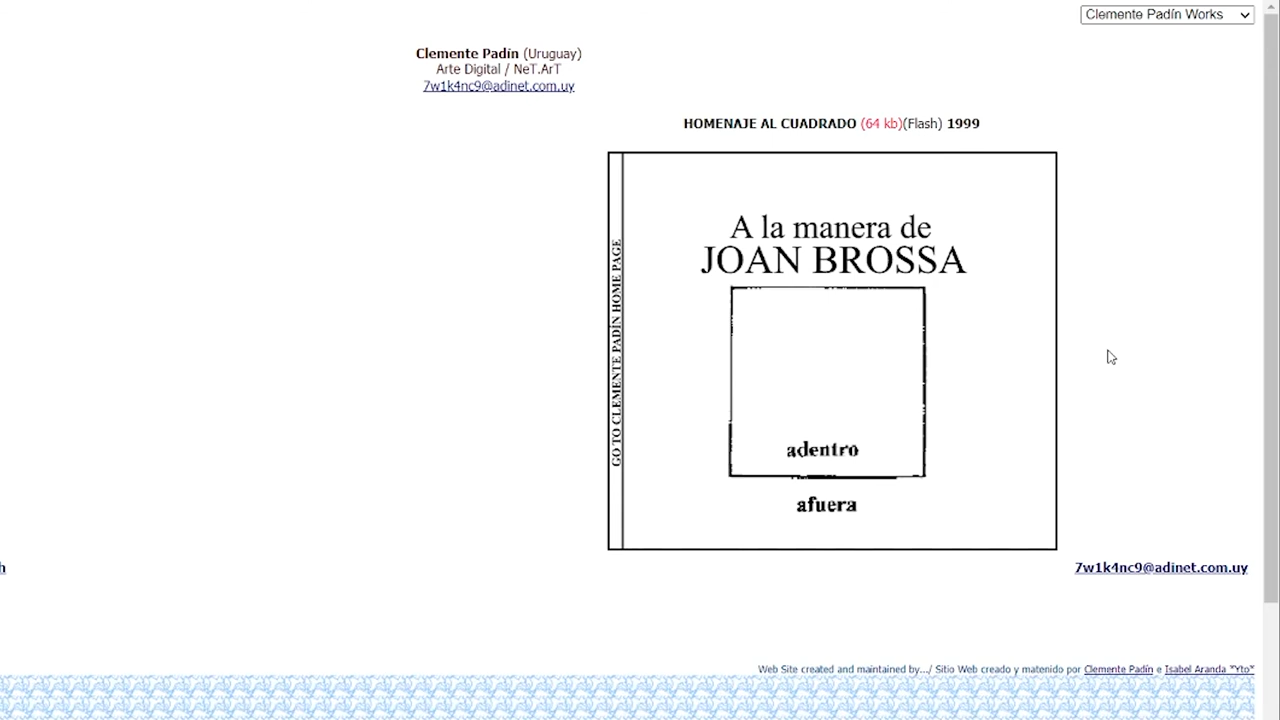 Clemente Padín Works
Clemente Padín (Uruguay)
Arte Digital / NeT.ArT
7w1k4nc9@adinet.com.uy
HOMENAJE AL CUADRADO (64 kb)(Flash) 1999
GO TO CLEMENTE PADÍN HOME PAGE
A la manera de
JOAN BROSSA
adentro
afuera
h
7w1k4nc9@adinet.com.uy
Web Site created and maintained by.../ Sitio Web creado y matenido por Clemente Padín e Isabel Aranda "Yto"